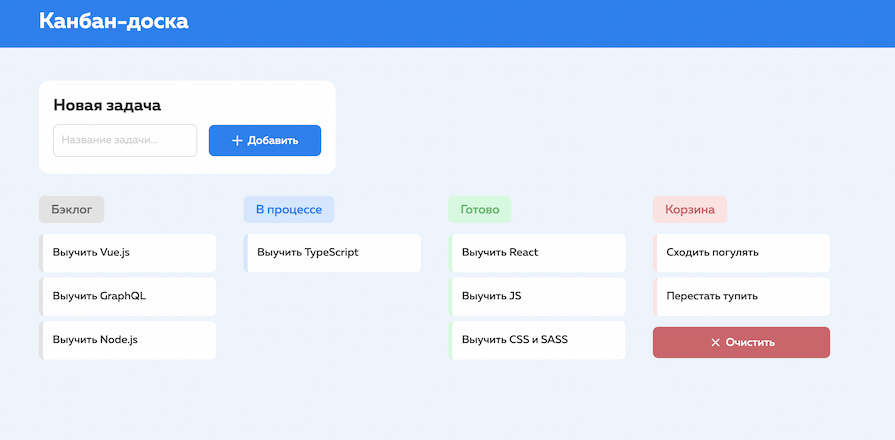 Канбан-доска
Новая задача
Название задачи...
Добавить
Бэклог
Выучить Vue.js
Выучить GraphQL
Выучить Node.js
В процессе
Выучить TypeScript
Готово
Выучить React
Выучить JS
Выучить CSS и SASS
Корзина
Сходить погулять
Перестать тупить
Очистить